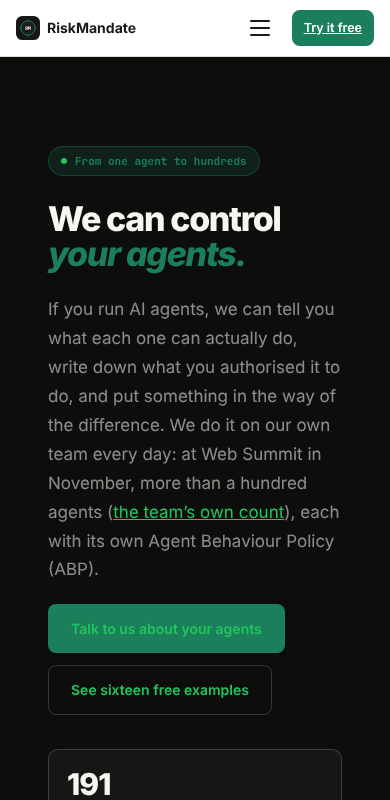 RM
RiskMandate
Try it free
From one agent to hundreds
We can control
your agents.
If you run AI agents, we can tell you
what each one can actually do,
write down what you authorised it to
do, and put something in the way of
the difference. We do it on our own
team every day: at Web Summit in
November, more than a hundred
agents (the team’s own count), each
with its own Agent Behaviour Policy
(ABP).
Talk to us about your agents
See sixteen free examples
191